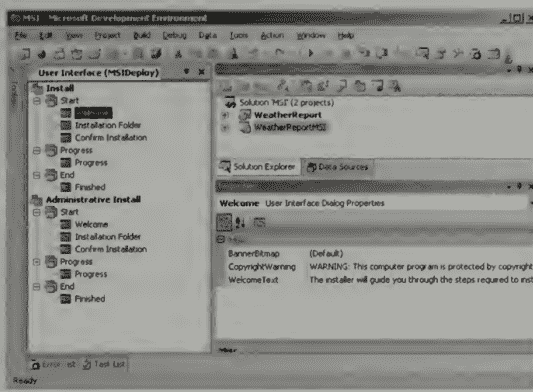 MSI - Microsoft Development Environment
File Edit View Project Build Debug Data Tools Action Window Help
User Interface (MSIDeploy)
Install
Start
Installation Folder
Confirm Installation
Progress
Progress
End
Finished
Administrative Install
Start
Welcome
Installation Folder
Confirm Installation
Progress
Progress
End
Finished
Solution 'MSI' (2 projects)
WeatherReport
WeatherReportMSI
Solution Explorer
Data Sources
Welcome User Interface Dialog Properties
Misc
BannerBitmap (Default)
CopyrightWarning WARNING: This computer program is protected by copyright
WelcomeText The installer will guide you through the steps required to inst
Misc
Error List
Task List
Ready